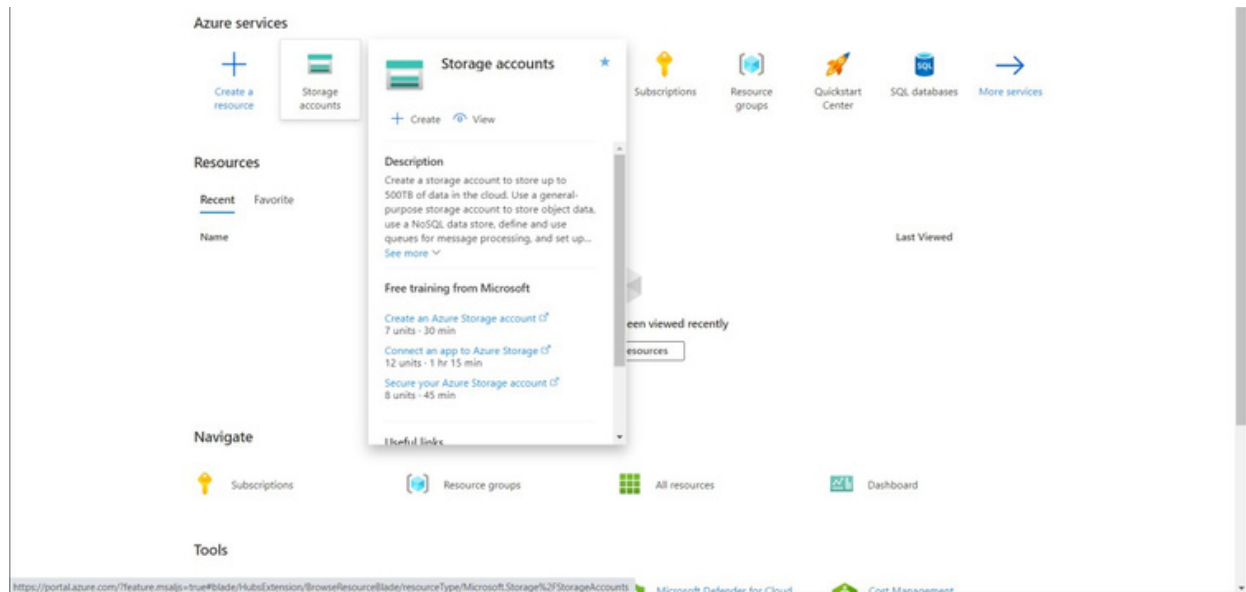 Azure services
Create a
resource
Storage
accounts
Storage accounts
Subscriptions
Resource
groups
Quickstart
Center
SQL
SQL databases
More services
Create
View
Resources
Recent
Favorite
Name
Last Viewed
Description
Create a storage account to store up to
500TB of data in the cloud. Use a general-
purpose storage account to store object data,
use a NoSQL data store, define and use
queues for message processing, and set up...
See more
Free training from Microsoft
Create an Azure Storage account
7 units · 30 min
Connect an app to Azure Storage
12 units · 1 hr 15 min
Secure your Azure Storage account
8 units · 45 min
Useful links
een viewed recently
esources
Navigate
Subscriptions
Resource groups
All resources
Dashboard
Tools
https://portal.azure.com/?feature.msaljs=true#blade/HubsExtension/BrowseResourceBlade/resourceType/Microsoft.Storage%2FStorageAccounts
Microsoft Defender for Cloud
Cost Management